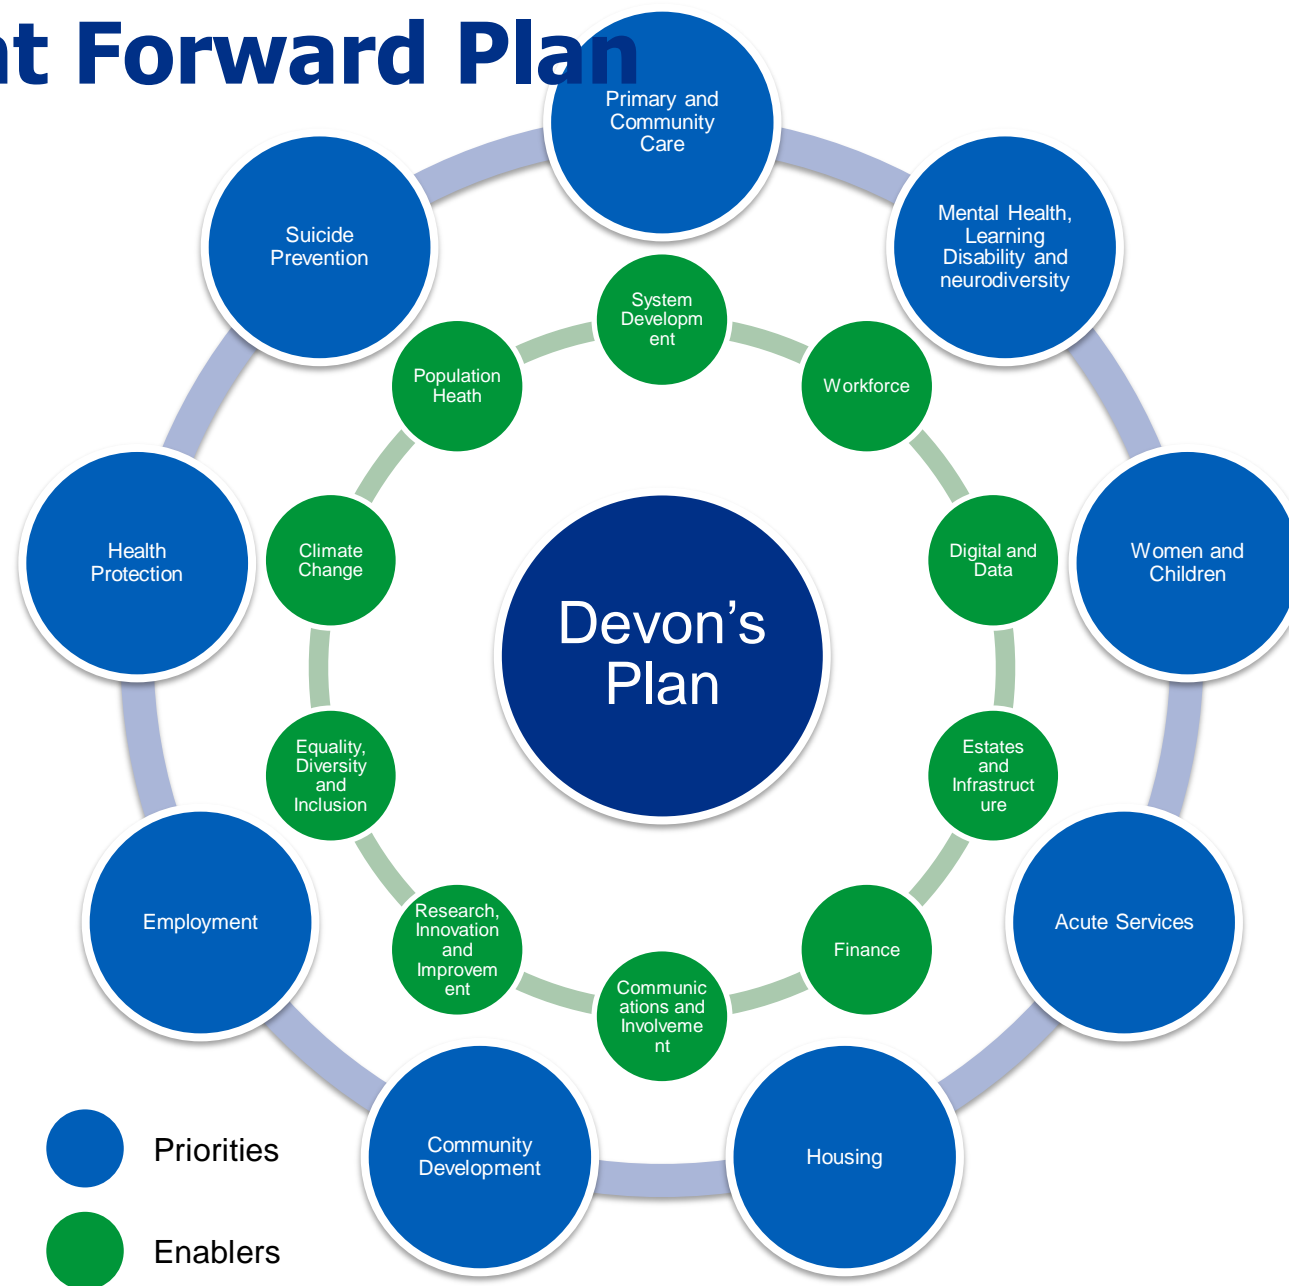 nt Forward Plan
Primary and
Community
Care
Mental Health,
Learning
Disability and
neurodiversity
Women and
Children
Acute Services
Housing
Community
Development
Employment
Health
Protection
Suicide
Prevention
System
Developm
ent
Workforce
Digital and
Data
Estates
and
Infrastruct
ure
Finance
Communic
ations and
Involveme
nt
Research,
Innovation
and
Improvem
ent
Equality,
Diversity
and
Inclusion
Climate
Change
Population
Heath
Devon’s
Plan
Priorities
Enablers